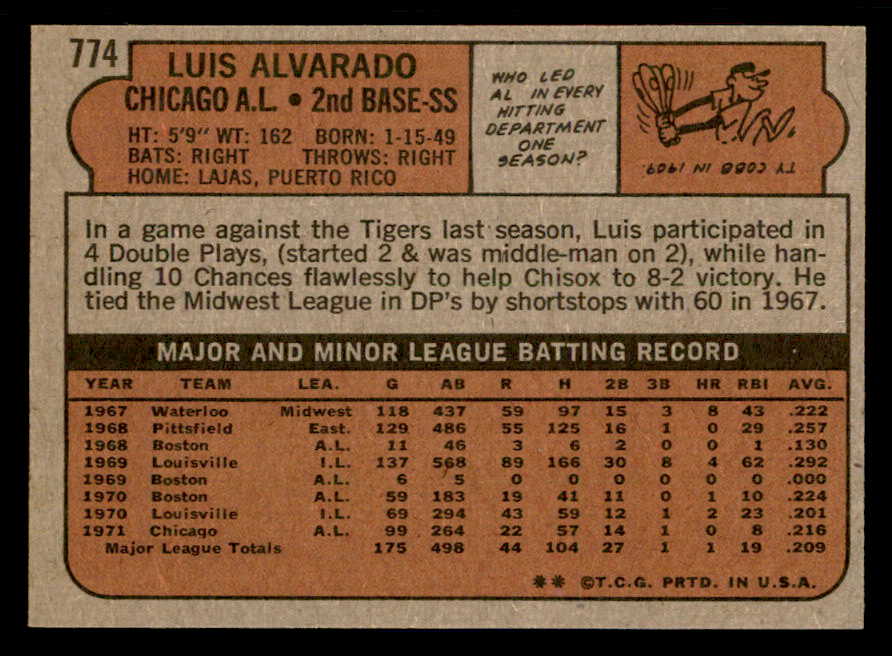 774
LUIS ALVARADO
CHICAGO A.L. • 2nd BASE-SS
HT: 5'9" WT: 162 BORN: 1-15-49
BATS: RIGHT THROWS: RIGHT
HOME: LAJAS, PUERTO RICO
WHO LED
AL IN EVERY
HITTING
DEPARTMENT
ONE
SEASON?
TY COBB IN 1909.
In a game against the Tigers last season, Luis participated in
4 Double Plays, (started 2 & was middle-man on 2), while han-
dling 10 Chances flawlessly to help Chisox to 8-2 victory. He
tied the Midwest League in DP's by shortstops with 60 in 1967.
MAJOR AND MINOR LEAGUE BATTING RECORD
YEAR TEAM LEA. G AB R H 2B 3B HR RBI AVG.
1967 Waterloo Midwest 118 437 59 97 15 3 8 43 .222
1968 Pittsfield East. 129 486 55 125 16 1 0 29 .257
1968 Boston A.L. 11 46 3 6 2 0 0 1 .130
1969 Louisville I.L. 137 568 89 166 30 8 4 62 .292
1969 Boston A.L. 6 5 0 0 0 0 0 0 .000
1970 Boston A.L. 59 183 19 41 11 0 1 10 .224
1970 Louisville I.L. 69 294 43 59 12 1 2 23 .201
1971 Chicago A.L. 99 264 22 57 14 1 0 8 .216
Major League Totals 175 498 44 104 27 1 1 19 .209
** ©T.C.G. PRTD. IN U.S.A.